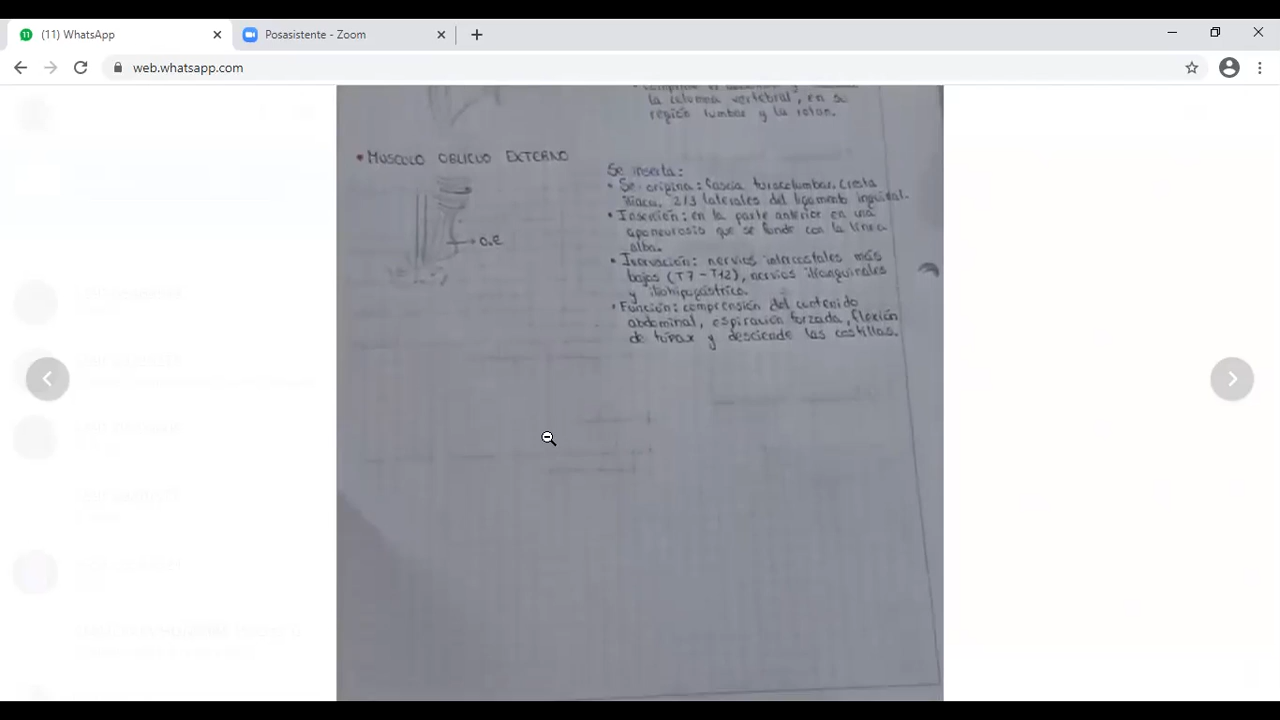 (11) WhatsApp
Posasistente - Zoom
web.whatsapp.com
la columna vertebral, en su
región lumbar y la rotan.
• MUSCULO OBLICUO EXTERNO
o.e
Se inserta:
• Se origina: fascia toracolumbar. Cresta
iliaca, 2/3 laterales del ligamento inguinal.
• Inserción: en la parte anterior en una
aponeurosis que se funde con la línea
alba.
• Inervación: nervios intercostales más
bajos (T7-T12), nervios
y iliohipogástrico.
• Función: comprensión del contenido
abdominal, espiración forzada, flexión
de tórax y desciende las costillas.